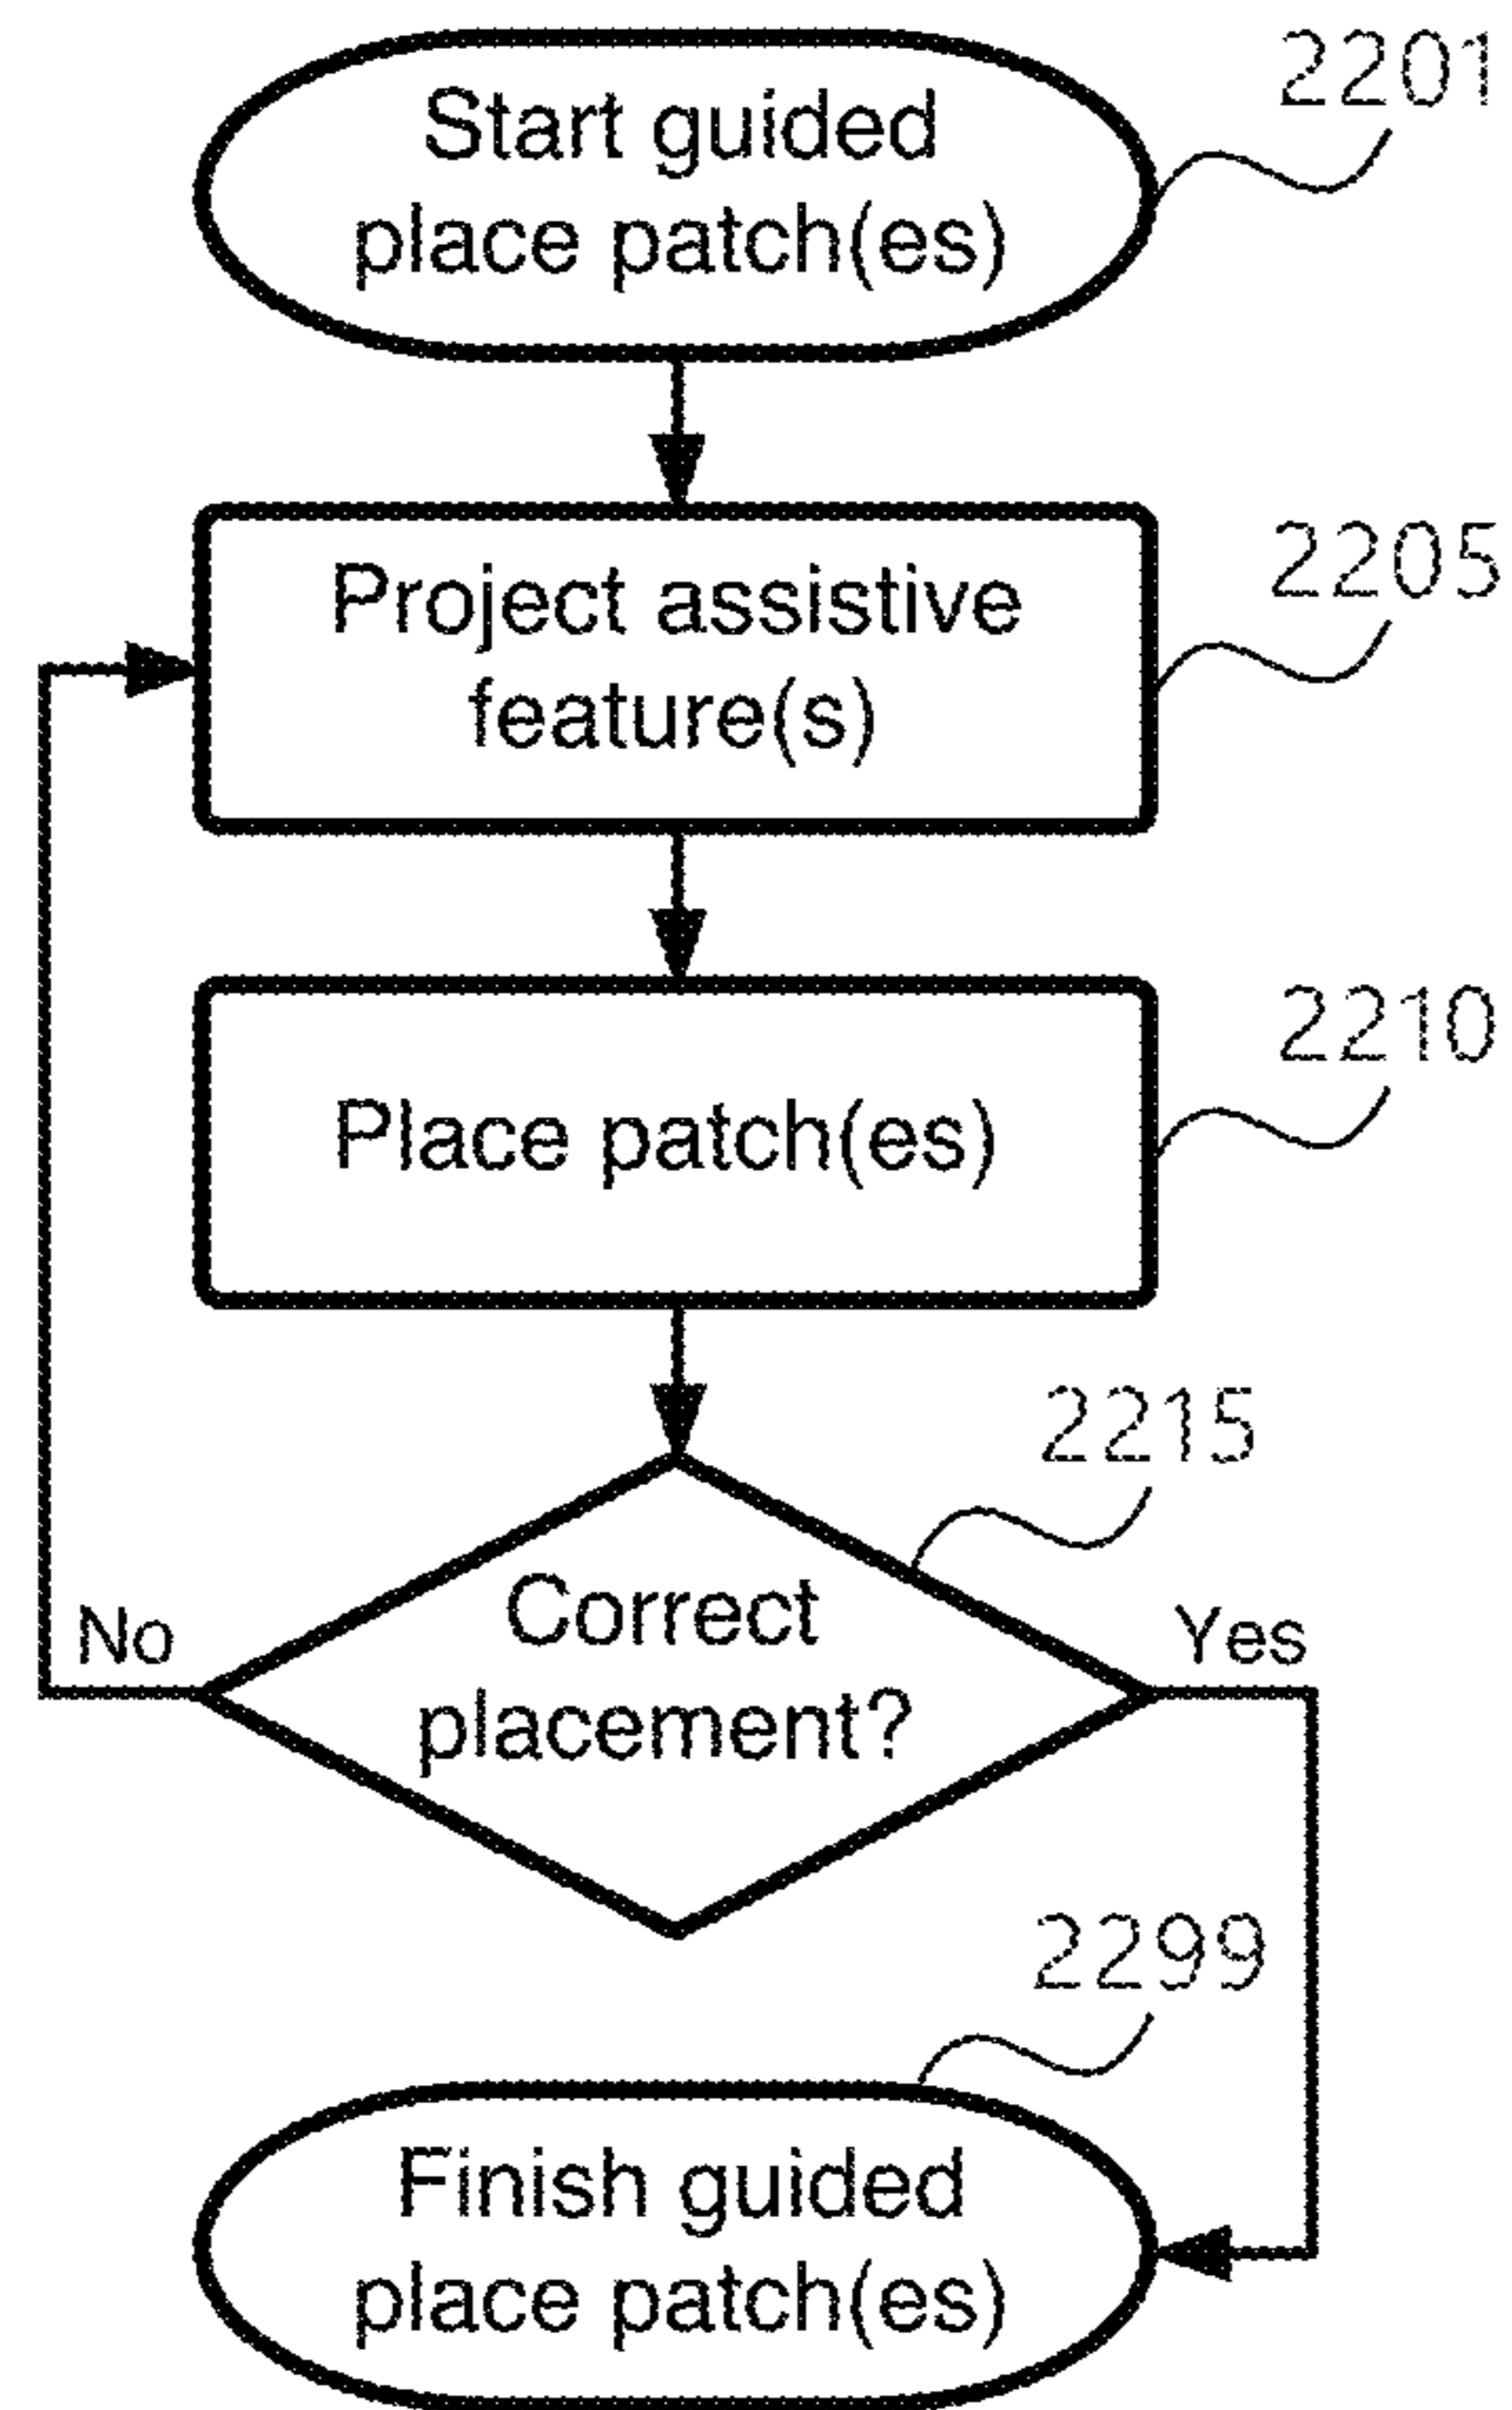 2201
Start guided
place patch(es)
2205
Project assistive
feature(s)
2210
Place patch(es)
2215
Correct
placement?
No
Yes
2299
Finish guided
place patch(es)